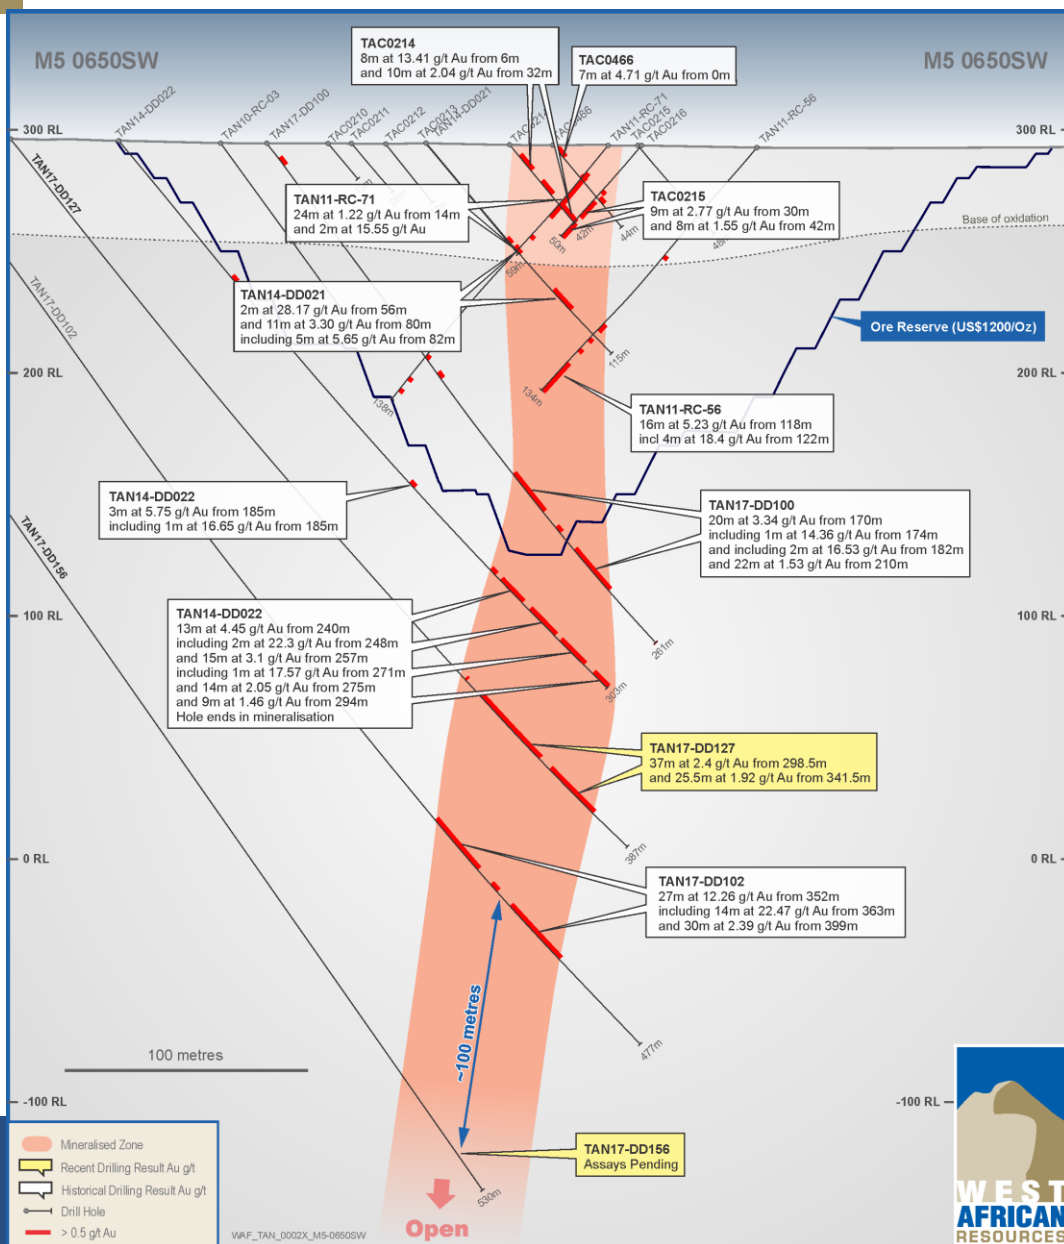 M5 0650SW
M5 0650SW
TAC0214
8m at 13.41 g/t Au from 6m
and 10m at 2.04 g/t Au from 32m
TAC0466
7m at 4.71 g/t Au from 0m
TAN14-DD022
TAN10-RC-03
TAN17-DD100
TAC0210
TAC0211
TAC0212
TAC0213
TAN14-DD021
TAC0214
TAC0466
TAN11-RC-71
TAC0215
TAC0216
TAN11-RC-56
300 RL
300 RL
TAN17-DD127
TAN11-RC-71
24m at 1.22 g/t Au from 14m
and 2m at 15.55 g/t Au
TAC0215
9m at 2.77 g/t Au from 30m
and 8m at 1.55 g/t Au from 42m
50m
42m
44m
59m
Base of oxidation
TAN17-DD102
TAN14-DD021
2m at 28.17 g/t Au from 56m
and 11m at 3.30 g/t Au from 80m
including 5m at 5.65 g/t Au from 82m
Ore Reserve (US$1200/Oz)
115m
200 RL
200 RL
138m
134m
TAN11-RC-56
16m at 5.23 g/t Au from 118m
incl 4m at 18.4 g/t Au from 122m
TAN14-DD022
3m at 5.75 g/t Au from 185m
including 1m at 16.65 g/t Au from 185m
TAN17-DD100
20m at 3.34 g/t Au from 170m
including 1m at 14.36 g/t Au from 174m
and including 2m at 16.53 g/t Au from 182m
and 22m at 1.53 g/t Au from 210m
TAN17-DD156
100 RL
100 RL
TAN14-DD022
13m at 4.45 g/t Au from 240m
including 2m at 22.3 g/t Au from 248m
and 15m at 3.1 g/t Au from 257m
including 1m at 17.57 g/t Au from 271m
and 14m at 2.05 g/t Au from 275m
and 9m at 1.46 g/t Au from 294m
Hole ends in mineralisation
261m
303m
TAN17-DD127
37m at 2.4 g/t Au from 298.5m
and 25.5m at 1.92 g/t Au from 341.5m
387m
0 RL
0 RL
TAN17-DD102
27m at 12.26 g/t Au from 352m
including 14m at 22.47 g/t Au from 363m
and 30m at 2.39 g/t Au from 399m
~100 metres
477m
100 metres
-100 RL
-100 RL
TAN17-DD156
Assays Pending
530m
Open
Mineralised Zone
Recent Drilling Result Au g/t
Historical Drilling Result Au g/t
Drill Hole
> 0.5 g/t Au
WAF_TAN_0002X_M5-0650SW
WEST
AFRICAN
RESOURCES